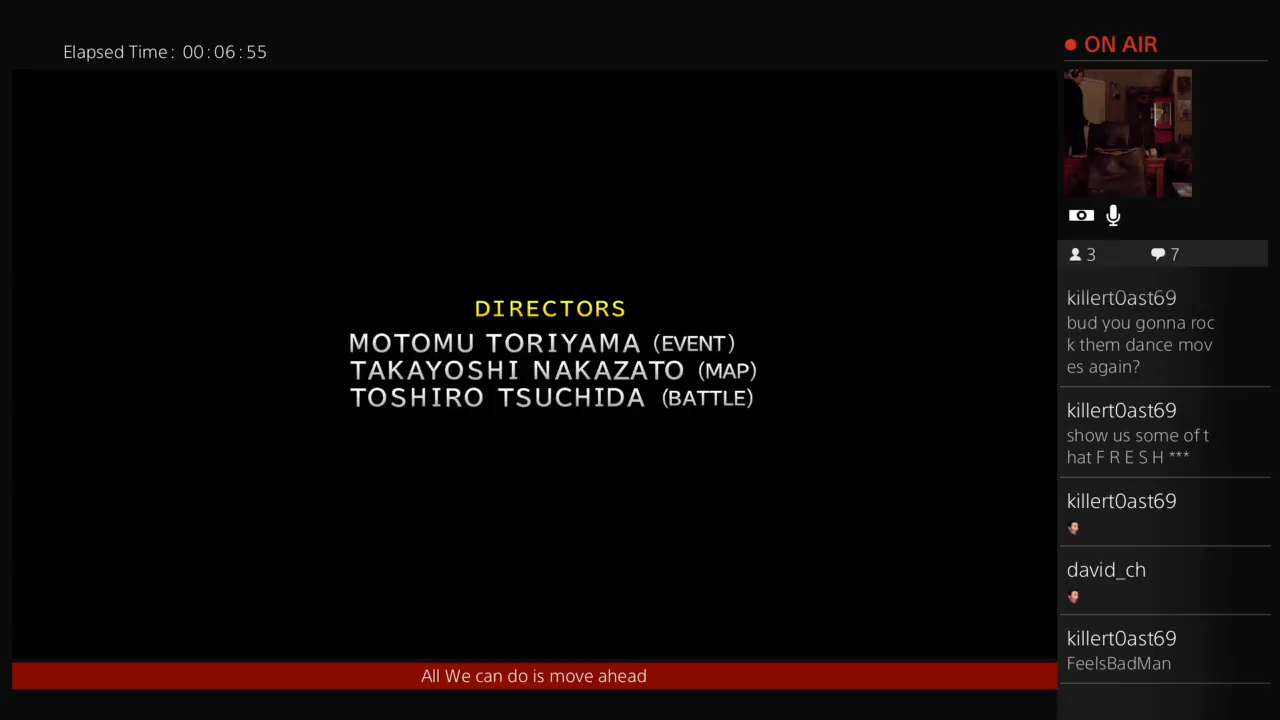 Elapsed Time: 00:06:55
ON AIR
3
7
DIRECTORS
MOTOMU TORIYAMA (EVENT)
TAKAYOSHI NAKAZATO (MAP)
TOSHIRO TSUCHIDA (BATTLE)
All We can do is move ahead
killert0ast69
bud you gonna roc
k them dance mov
es again?
killert0ast69
show us some of t
hat F R E S H ***
killert0ast69
david_ch
killert0ast69
FeelsBadMan